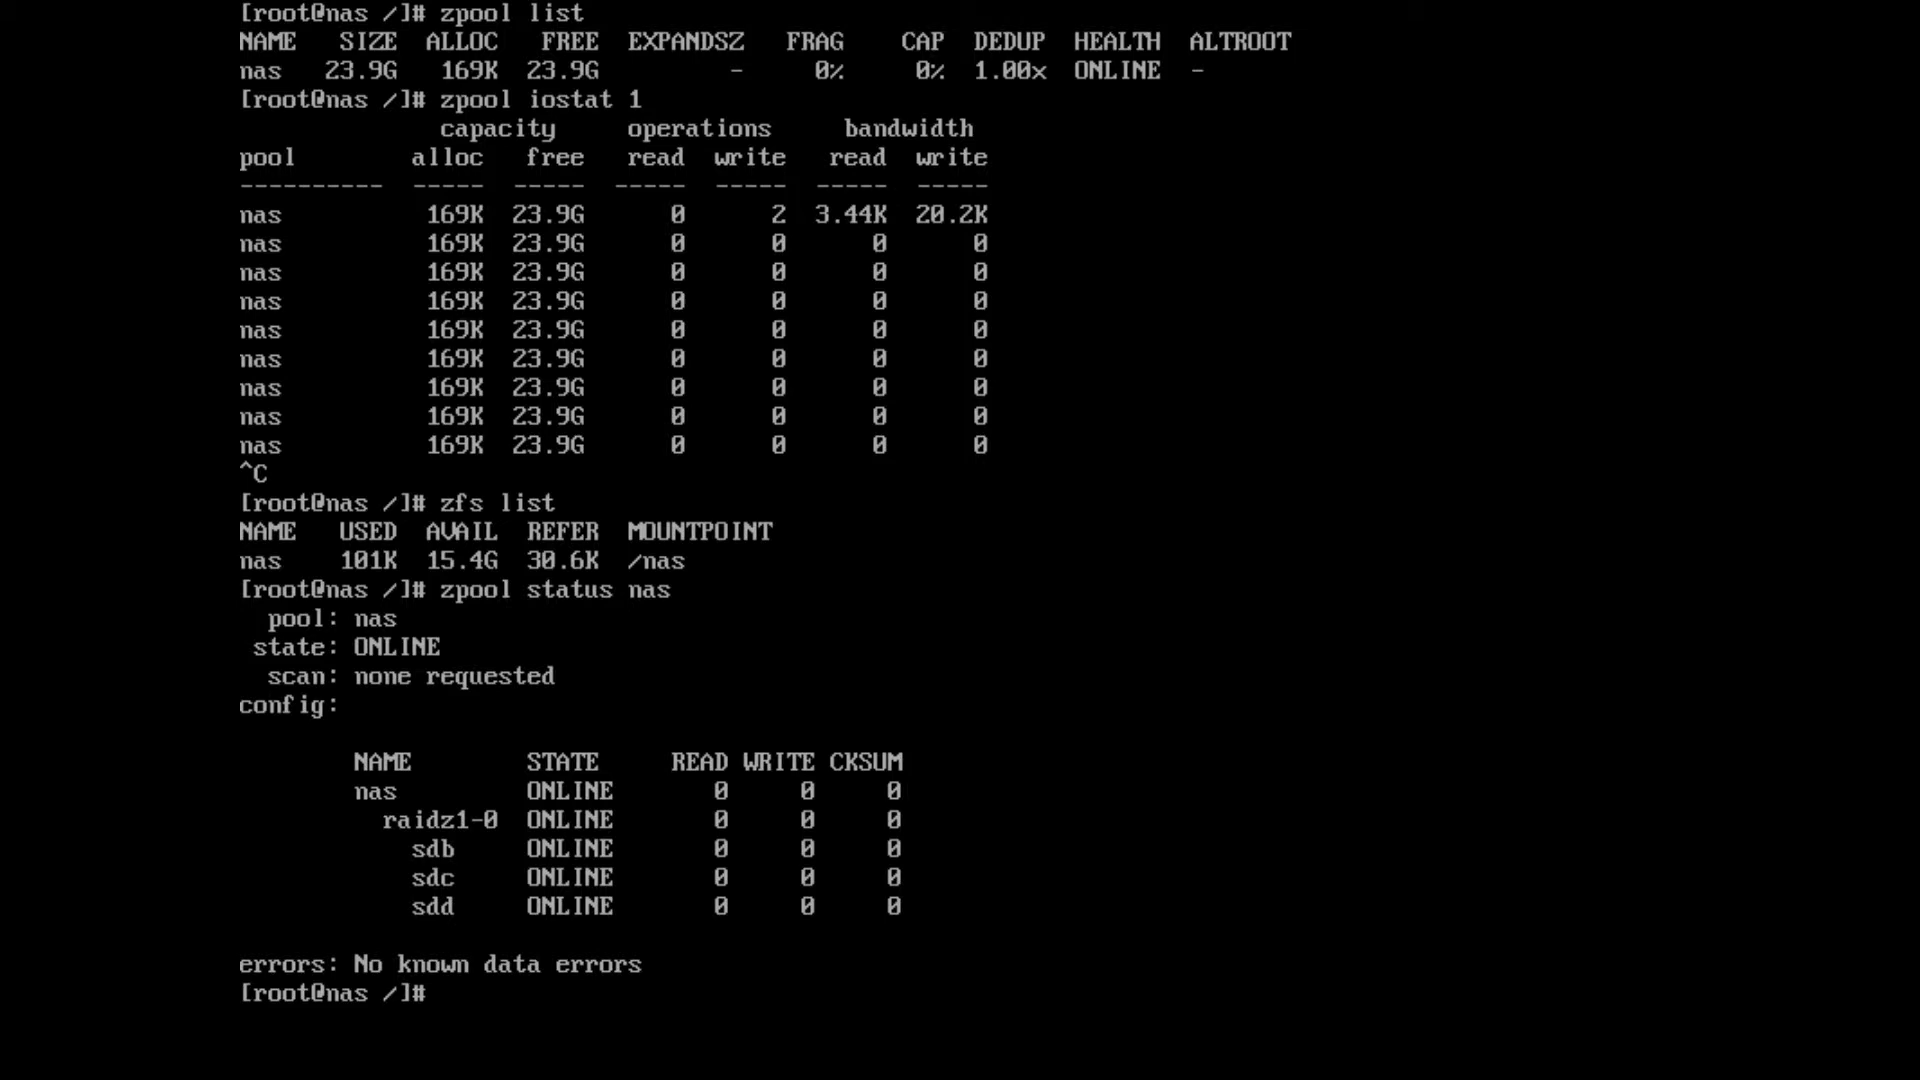 [root@nas /]# zpool list
NAME   SIZE  ALLOC   FREE  EXPANDSZ   FRAG    CAP  DEDUP  HEALTH  ALTROOT
nas   23.9G   169K  23.9G         -     0%     0%  1.00x  ONLINE  -
[root@nas /]# zpool iostat 1
              capacity     operations     bandwidth
pool        alloc   free   read  write   read  write
----------  -----  -----  -----  -----  -----  -----
nas          169K  23.9G      0      2  3.44K  20.2K
nas          169K  23.9G      0      0      0      0
nas          169K  23.9G      0      0      0      0
nas          169K  23.9G      0      0      0      0
nas          169K  23.9G      0      0      0      0
nas          169K  23.9G      0      0      0      0
nas          169K  23.9G      0      0      0      0
nas          169K  23.9G      0      0      0      0
nas          169K  23.9G      0      0      0      0
^C
[root@nas /]# zfs list
NAME   USED  AVAIL  REFER  MOUNTPOINT
nas    101K  15.4G  30.6K  /nas
[root@nas /]# zpool status nas
  pool: nas
 state: ONLINE
  scan: none requested
config:
        NAME        STATE     READ WRITE CKSUM
        nas         ONLINE       0     0     0
          raidz1-0  ONLINE       0     0     0
            sdb     ONLINE       0     0     0
            sdc     ONLINE       0     0     0
            sdd     ONLINE       0     0     0
errors: No known data errors
[root@nas /]#